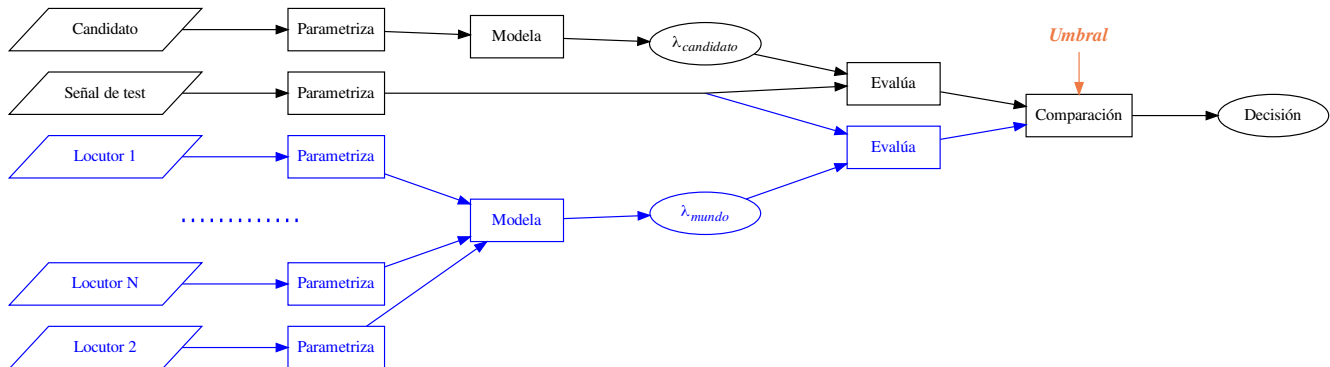 Candidato
Parametriza
Modela
λcandidato
Umbral
Señal de test
Parametriza
Evalúa
Comparación
Decisión
Locutor 1
Parametriza
Evalúa
Modela
λmundo
Locutor N
Parametriza
Locutor 2
Parametriza